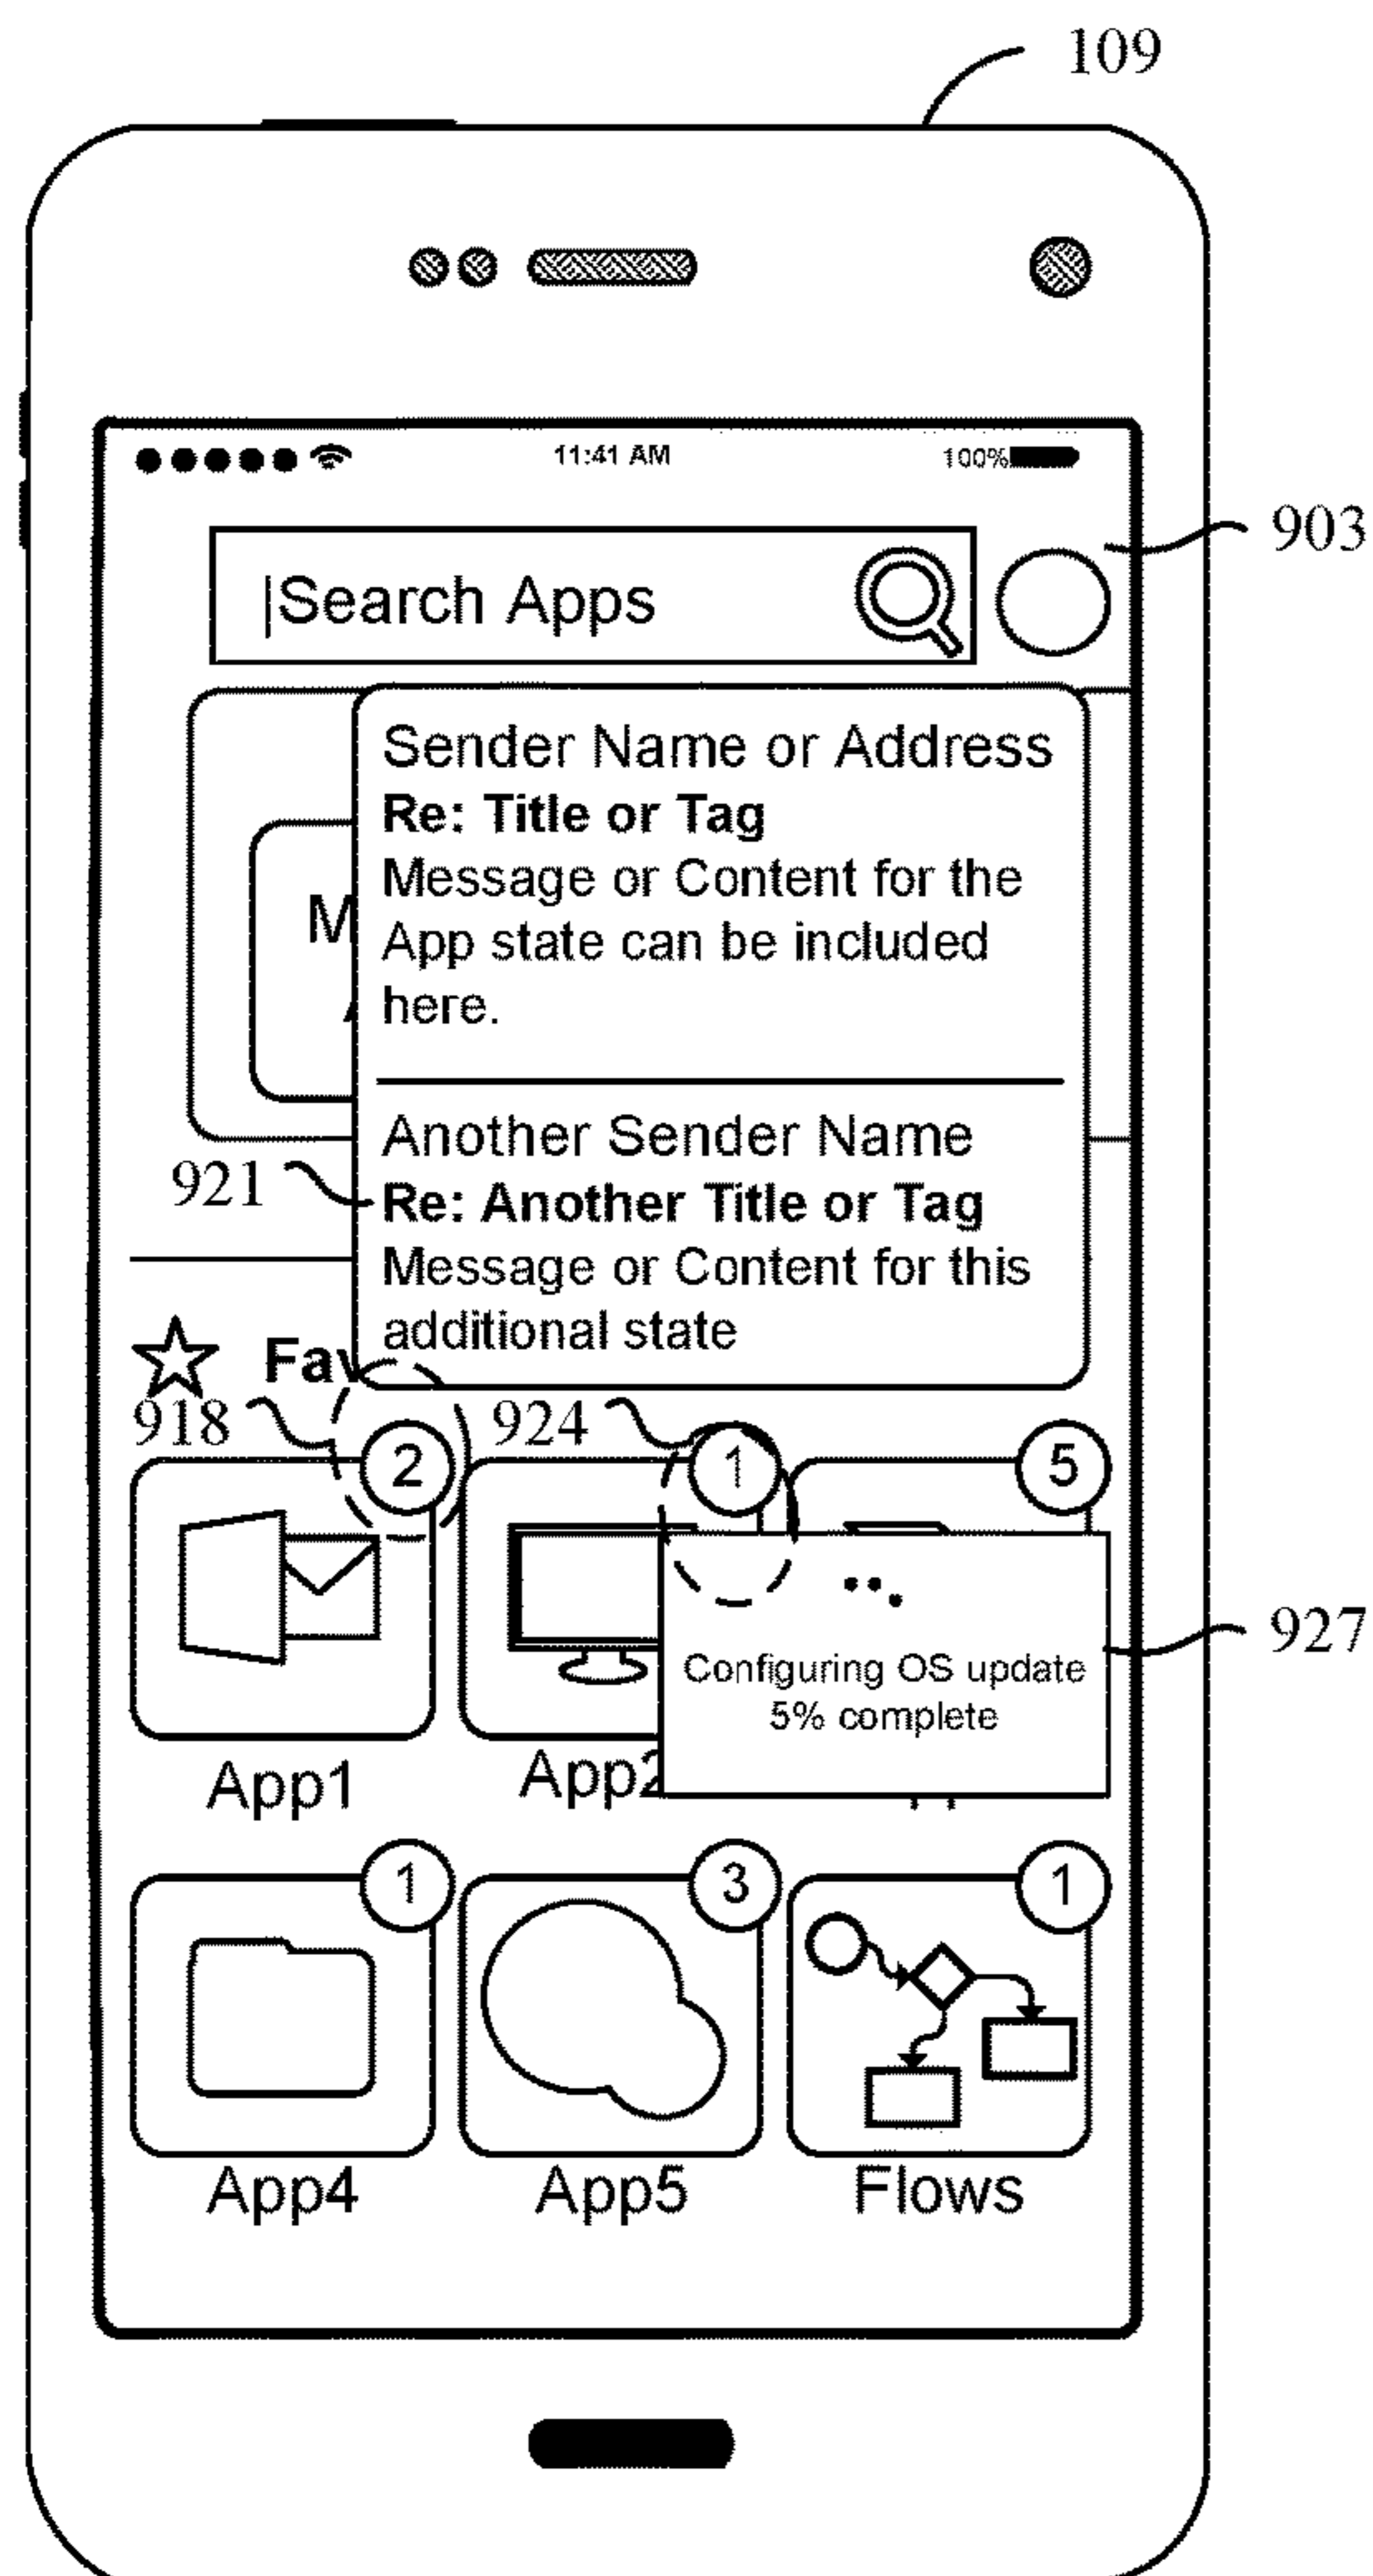 109
11:41 AM
100%
903
Search Apps
Sender Name or Address
Re: Title or Tag
Message or Content for the
App state can be included
here.
M
Another Sender Name
921
Re: Another Title or Tag
Message or Content for this
additional state
Fav
918
924
2
1
5
927
Configuring OS update
5% complete
App1
App2
1
3
1
App4
App5
Flows